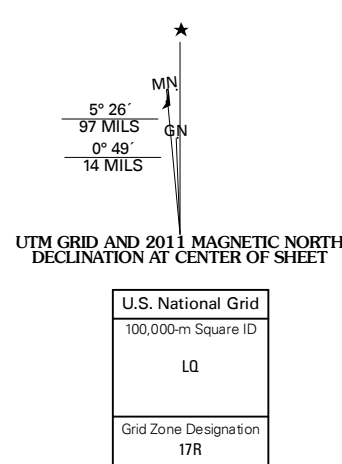 ★
MN
5° 26´
97 MILS
GN
0° 49´
14 MILS
UTM GRID AND 2011 MAGNETIC NORTH
DECLINATION AT CENTER OF SHEET
U.S. National Grid
100,000-m Square ID
LQ
Grid Zone Designation
17R